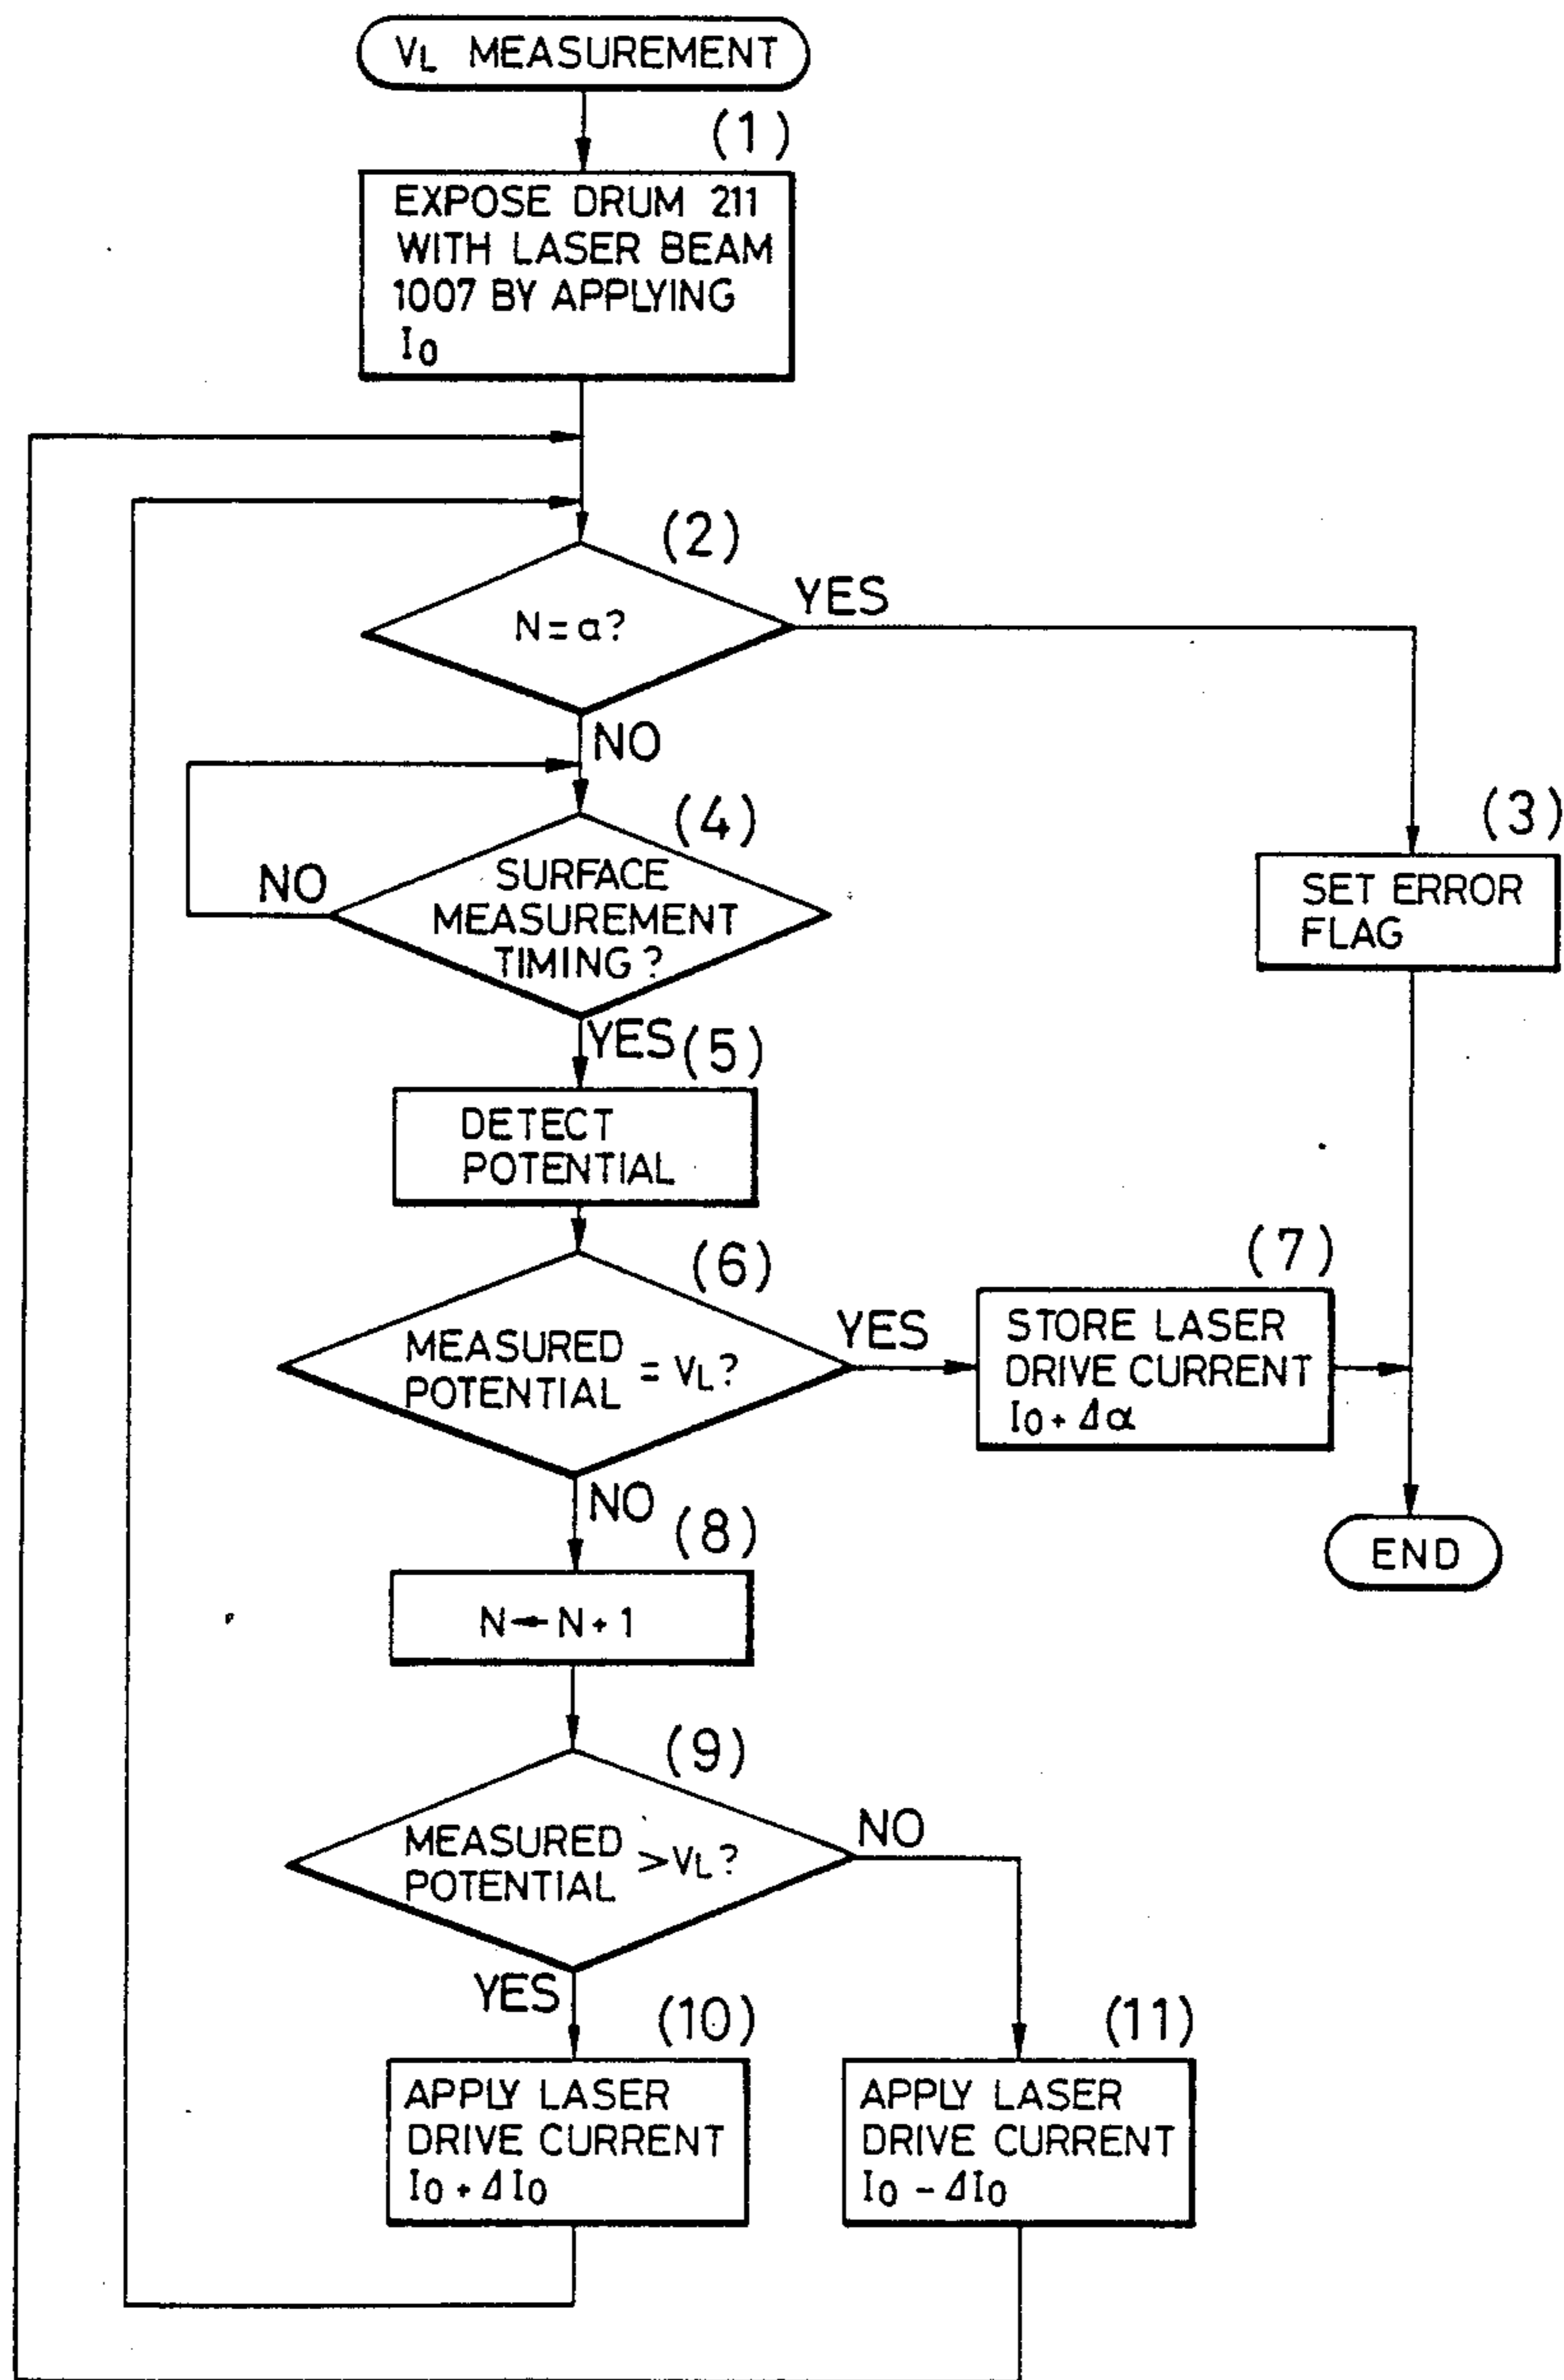 VL MEASUREMENT
(1)
EXPOSE DRUM 211
WITH LASER BEAM
1007 BY APPLYING
I0
(2)
N=a?
YES
NO
(3)
SET ERROR
FLAG
(4)
SURFACE
MEASUREMENT
TIMING?
NO
YES
(5)
DETECT
POTENTIAL
(6)
MEASURED
POTENTIAL = VL?
YES
NO
(7)
STORE LASER
DRIVE CURRENT
I0 + Δα
END
(8)
N←N+1
(9)
MEASURED
POTENTIAL >VL?
NO
YES
(10)
APPLY LASER
DRIVE CURRENT
I0 + ΔI0
(11)
APPLY LASER
DRIVE CURRENT
I0 - ΔI0